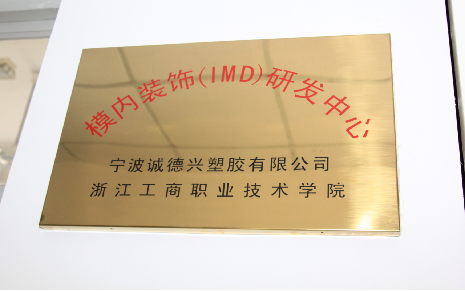 模内装饰(IMD)研发中心
宁波诚德兴塑胶有限公司
浙江工商职业技术学院